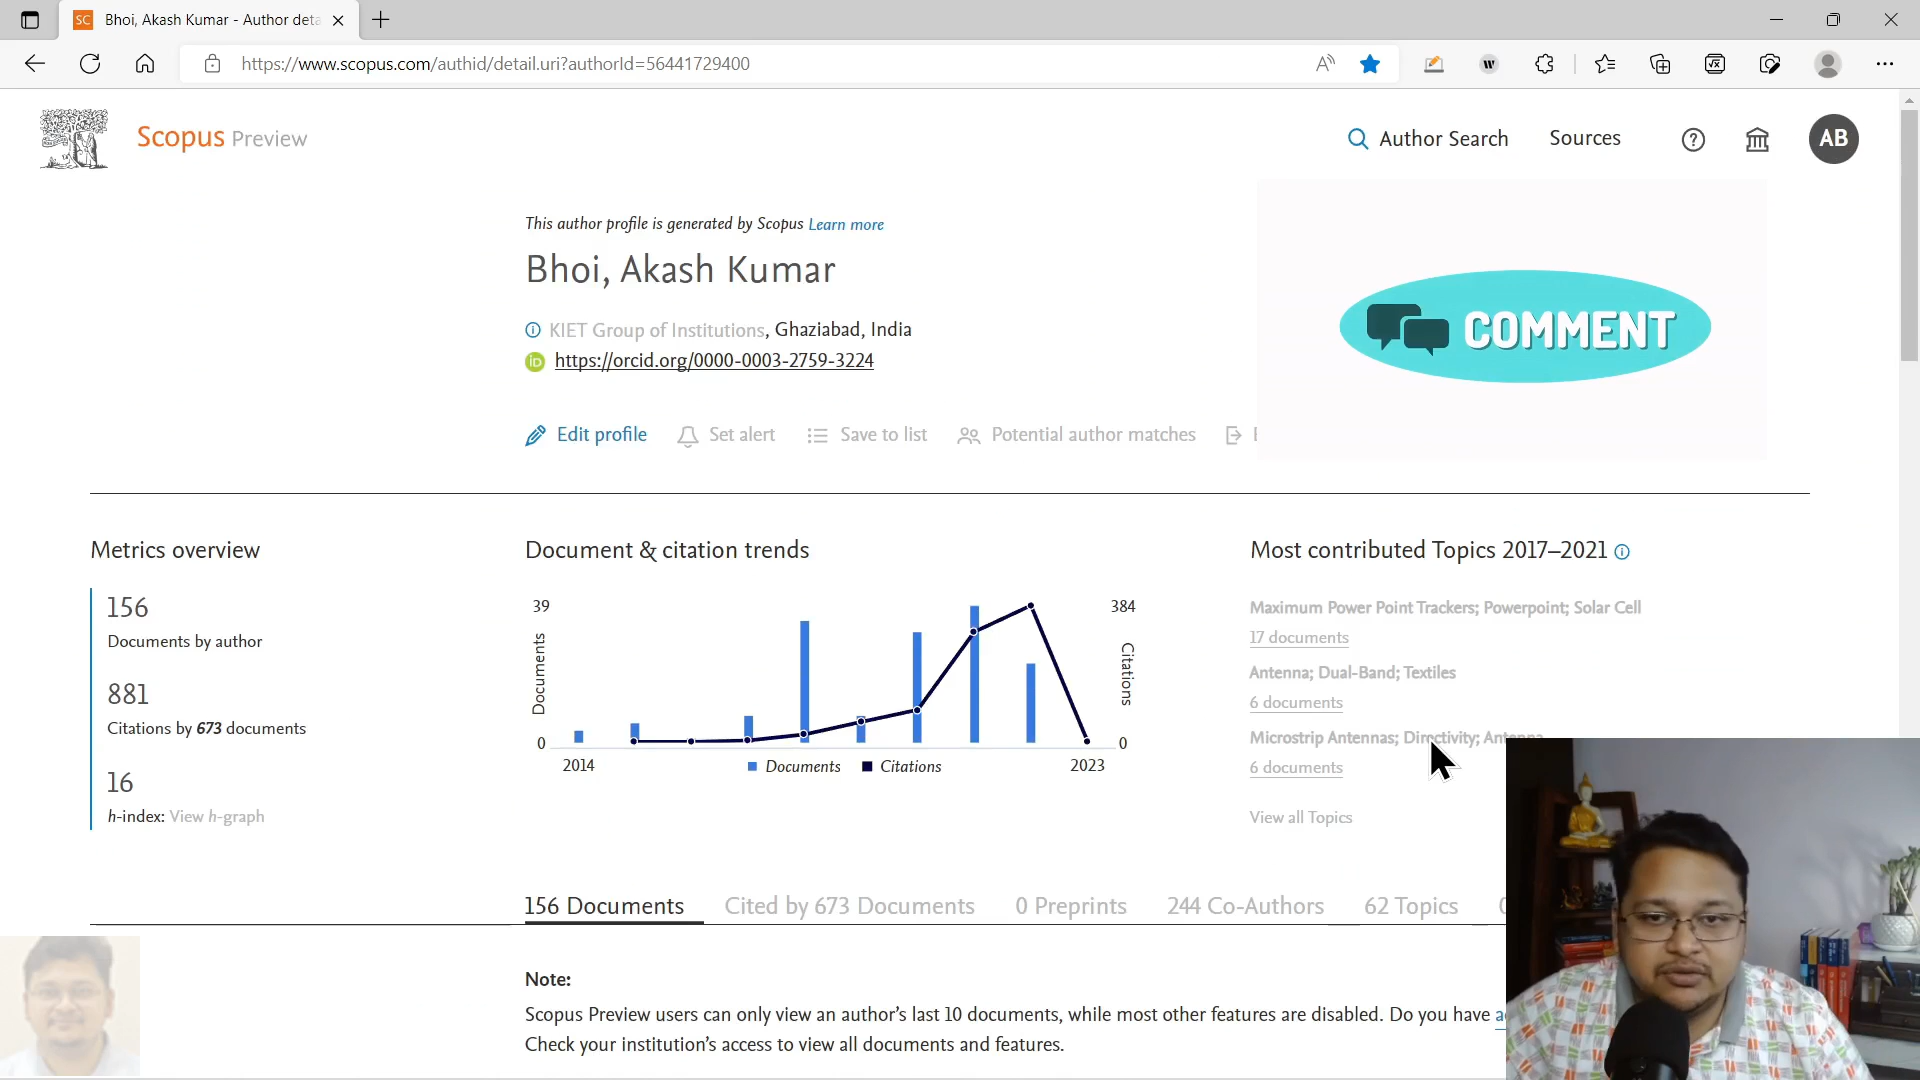 SC
Bhoi, Akash Kumar - Author deta
https://www.scopus.com/authid/detail.uri?authorId=56441729400
Scopus Preview
Author Search
Sources
AB
This author profile is generated by Scopus Learn more
Bhoi, Akash Kumar
KIET Group of Institutions, Ghaziabad, India
iD https://orcid.org/0000-0003-2759-3224
COMMENT
Edit profile
Set alert
Save to list
Potential author matches
Metrics overview
156
Documents by author
881
Citations by 673 documents
16
h-index: View h-graph
Document & citation trends
39
384
Documents
Citations
0
0
2014
Documents
Citations
2023
Most contributed Topics 2017–2021
Maximum Power Point Trackers; Powerpoint; Solar Cell
17 documents
Antenna; Dual-Band; Textiles
6 documents
Microstrip Antennas; Directivity; Antenna
6 documents
View all Topics
156 Documents
Cited by 673 Documents
0 Preprints
244 Co-Authors
62 Topics
Note:
Scopus Preview users can only view an author's last 10 documents, while most other features are disabled. Do you have
Check your institution's access to view all documents and features.